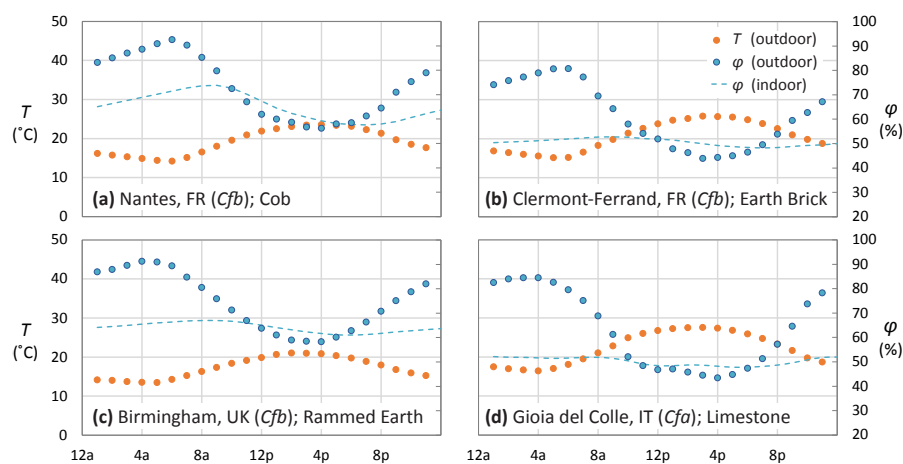 50
40
30
20
10
0
T
(˚C)
(a) Nantes, FR (Cfb); Cob
T (outdoor)
φ (outdoor)
φ (indoor)
(b) Clermont-Ferrand, FR (Cfb); Earth Brick
100
90
80
70
60
50
40
30
20
φ
(%)
50
40
30
20
10
0
T
(˚C)
(c) Birmingham, UK (Cfb); Rammed Earth
(d) Gioia del Colle, IT (Cfa); Limestone
100
90
80
70
60
50
40
30
20
φ
(%)
12a 4a 8a 12p 4p 8p
12a 4a 8a 12p 4p 8p